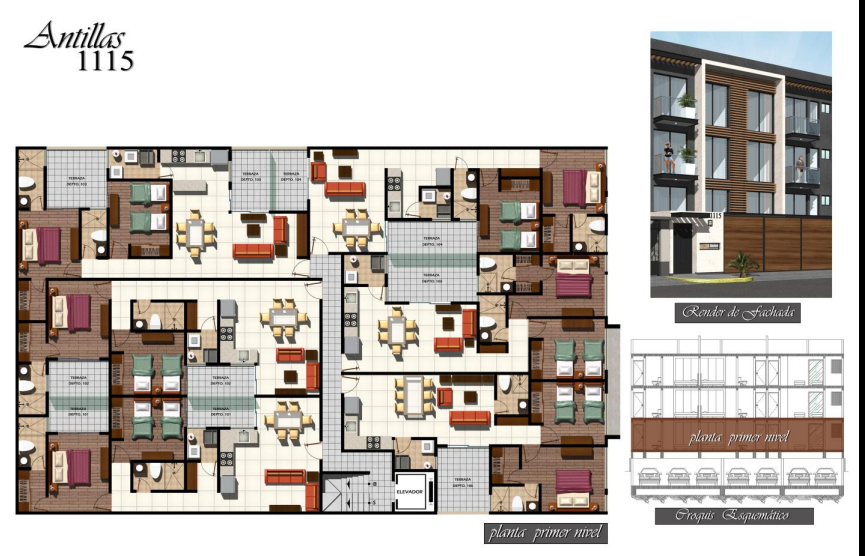 Antillas
1115
TERRAZA
DEPTO. 103
TERRAZA
DEPTO. 103
TERRAZA
DEPTO. 104
TERRAZA
DEPTO. 104
TERRAZA
DEPTO. 105
TERRAZA
DEPTO. 102
TERRAZA
DEPTO. 102
TERRAZA
DEPTO. 101
TERRAZA
DEPTO. 101
TERRAZA
DEPTO. 106
ELEVADOR
B
S
planta primer nivel
1115
Render de Fachada
planta primer nivel
Croquis Esquemático